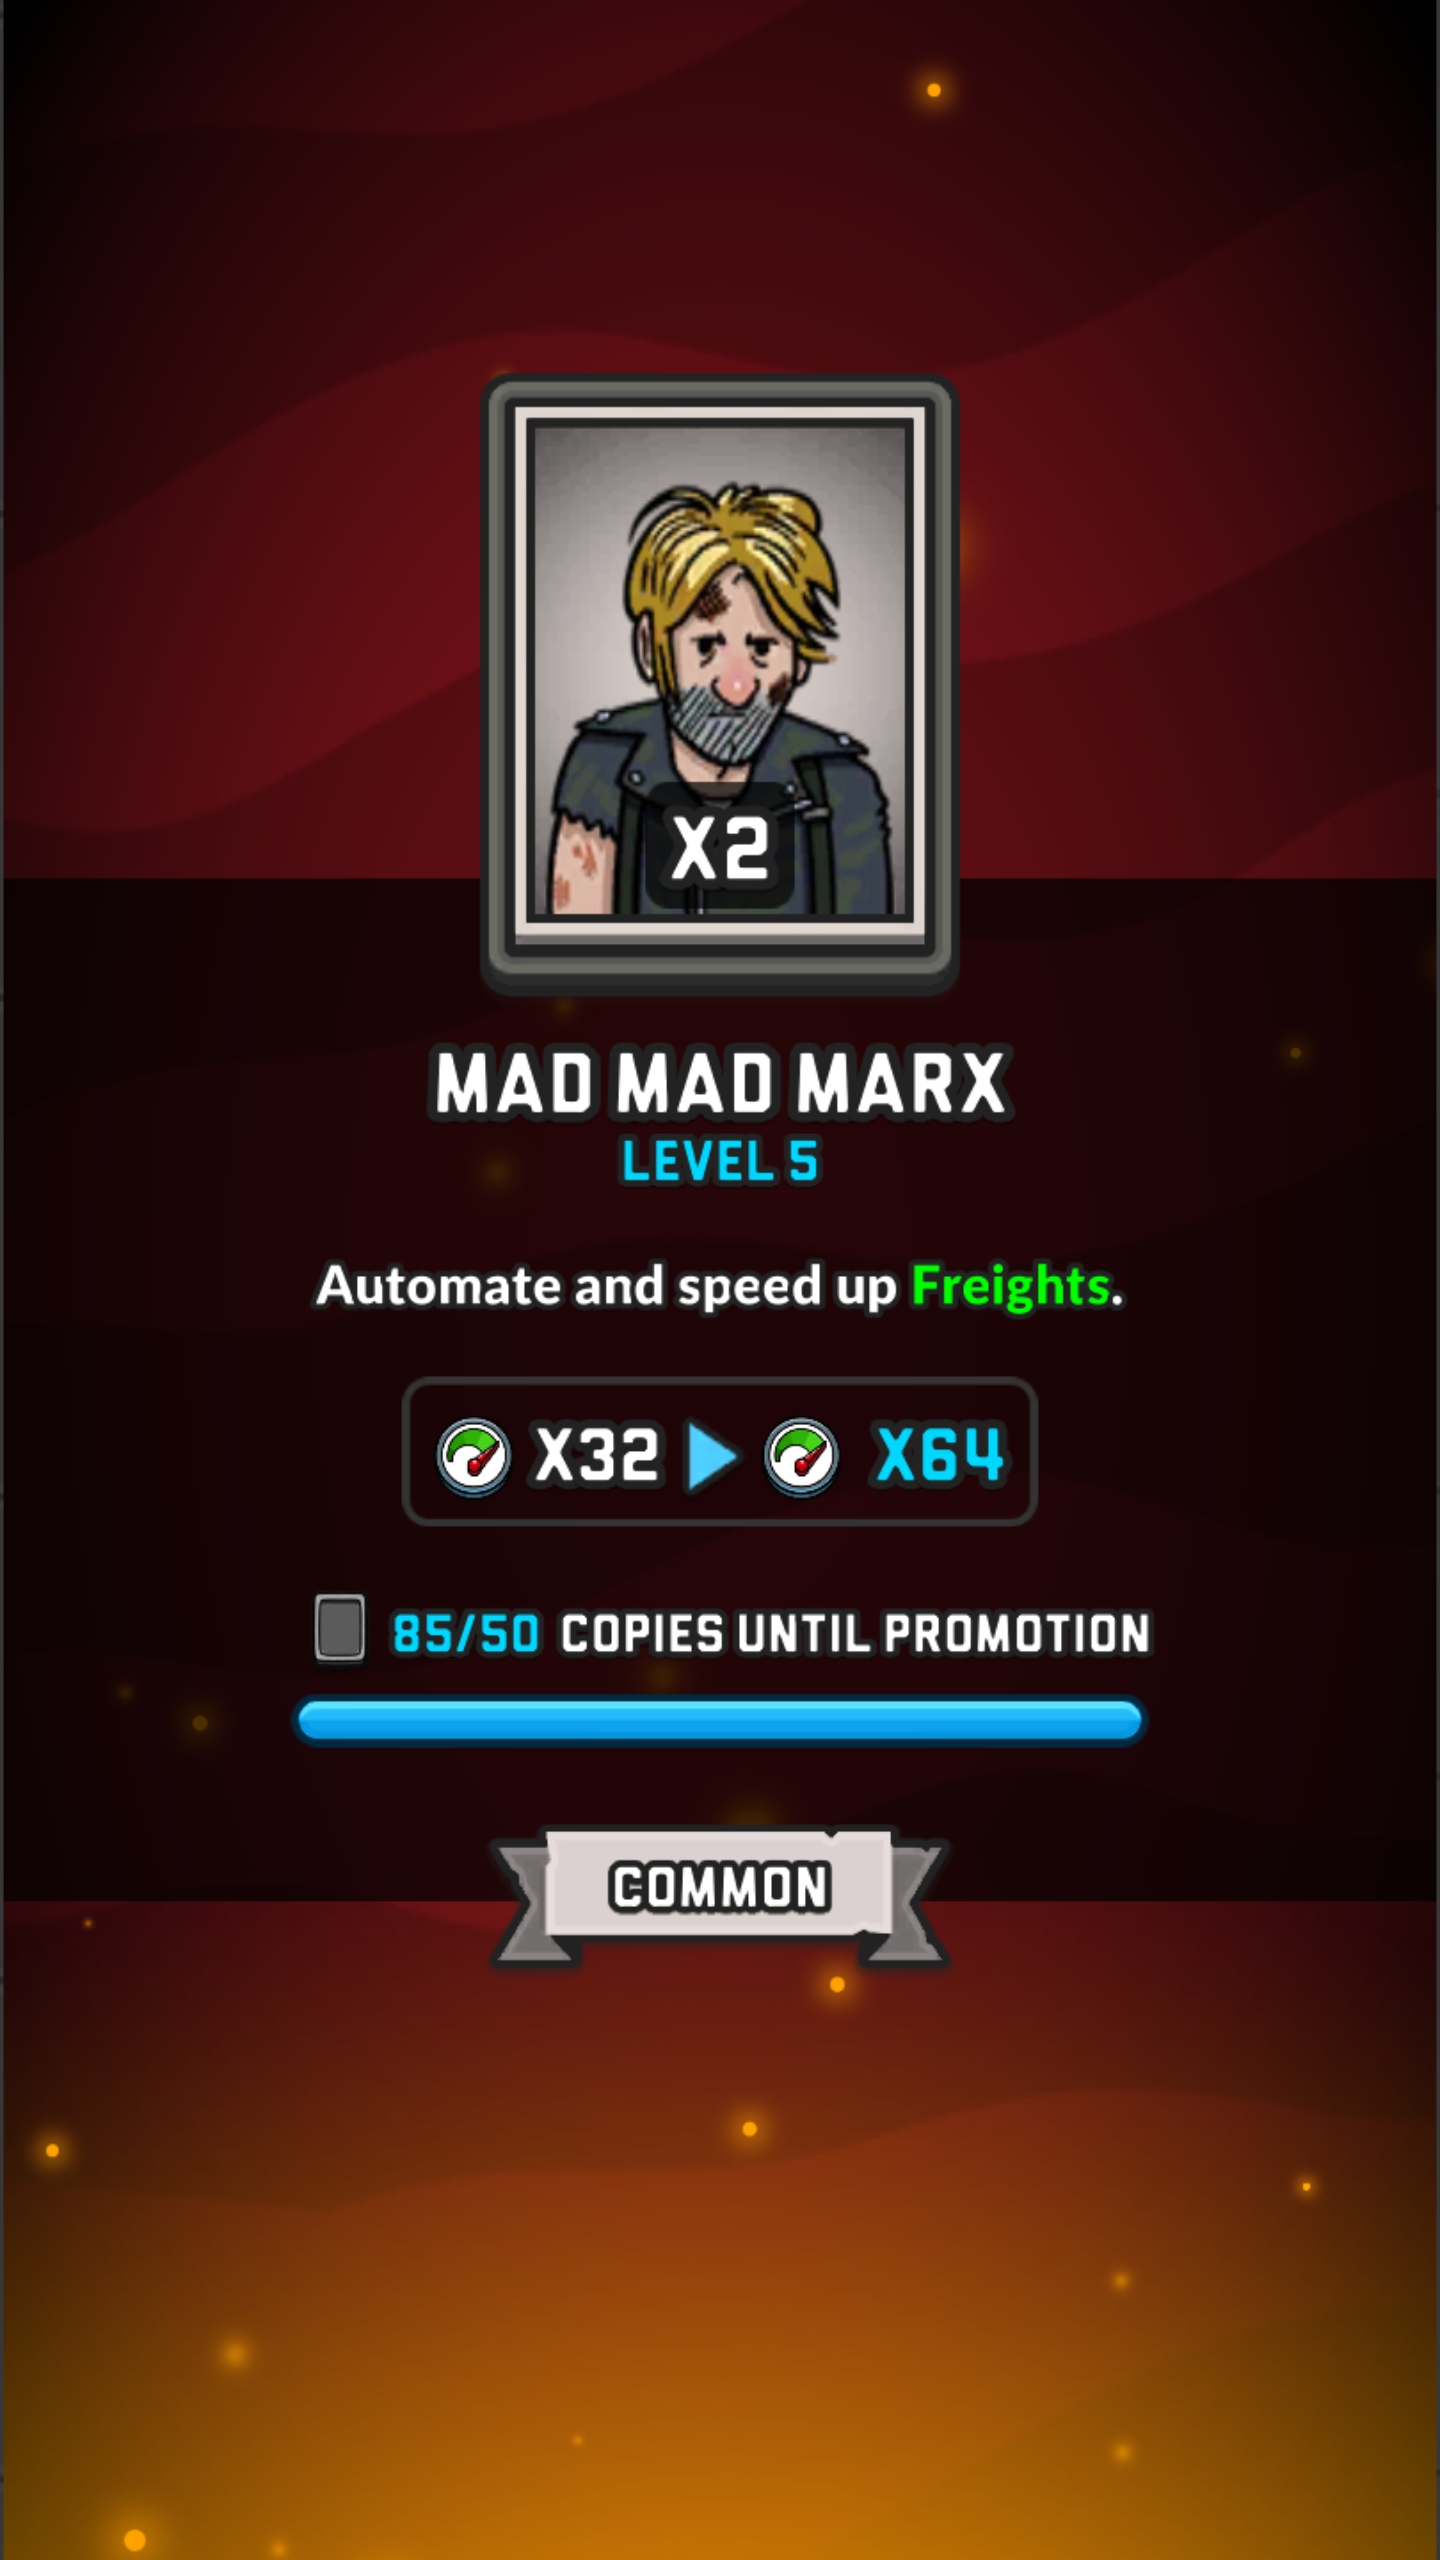 X2
MAD MAD MARX
LEVEL 5
Automate and speed up Freights.
X32 X64
85/50 COPIES UNTIL PROMOTION
COMMON